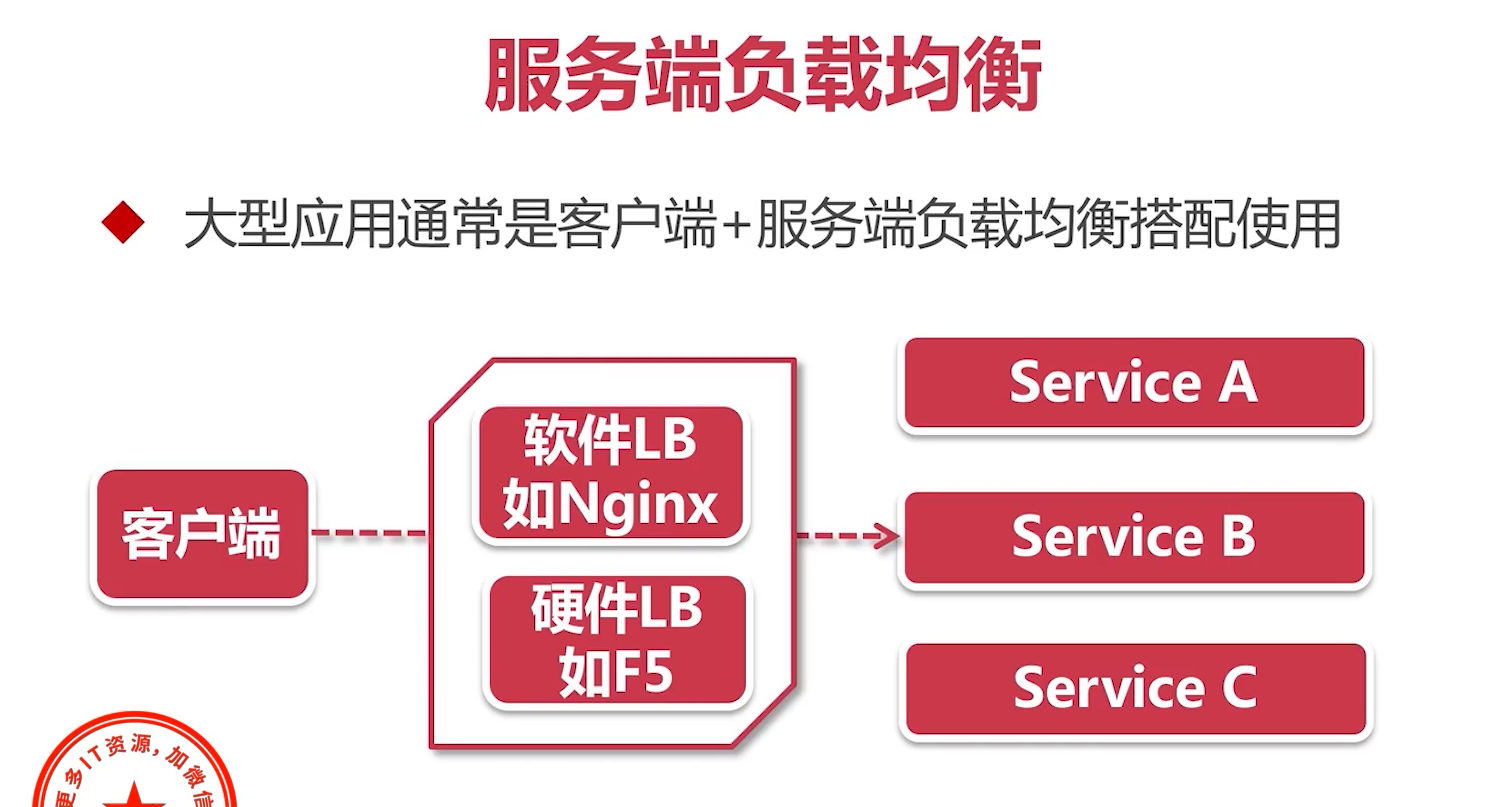 服务端负载均衡
大型应用通常是客户端+服务端负载均衡搭配使用
客户端
软件LB
如Nginx
硬件LB
如F5
Service A
Service B
Service C
更多IT资源,加微信